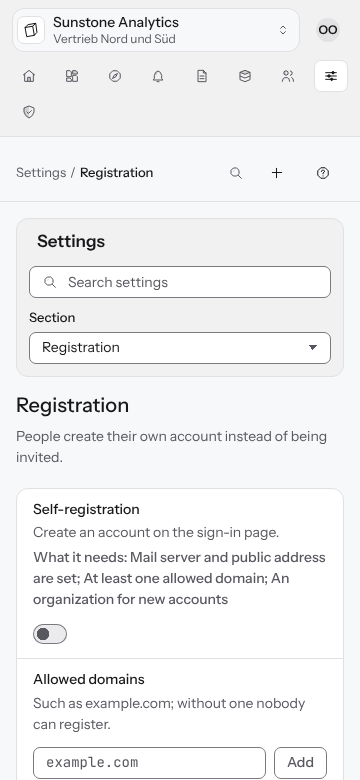 Sunstone Analytics
Vertrieb Nord und Süd
OO
Settings / Registration
Settings
Search settings
Section
Registration
Registration
People create their own account instead of being
invited.
Self-registration
Create an account on the sign-in page.
What it needs: Mail server and public address
are set; At least one allowed domain; An
organization for new accounts
Allowed domains
Such as example.com; without one nobody
can register.
example.com
Add